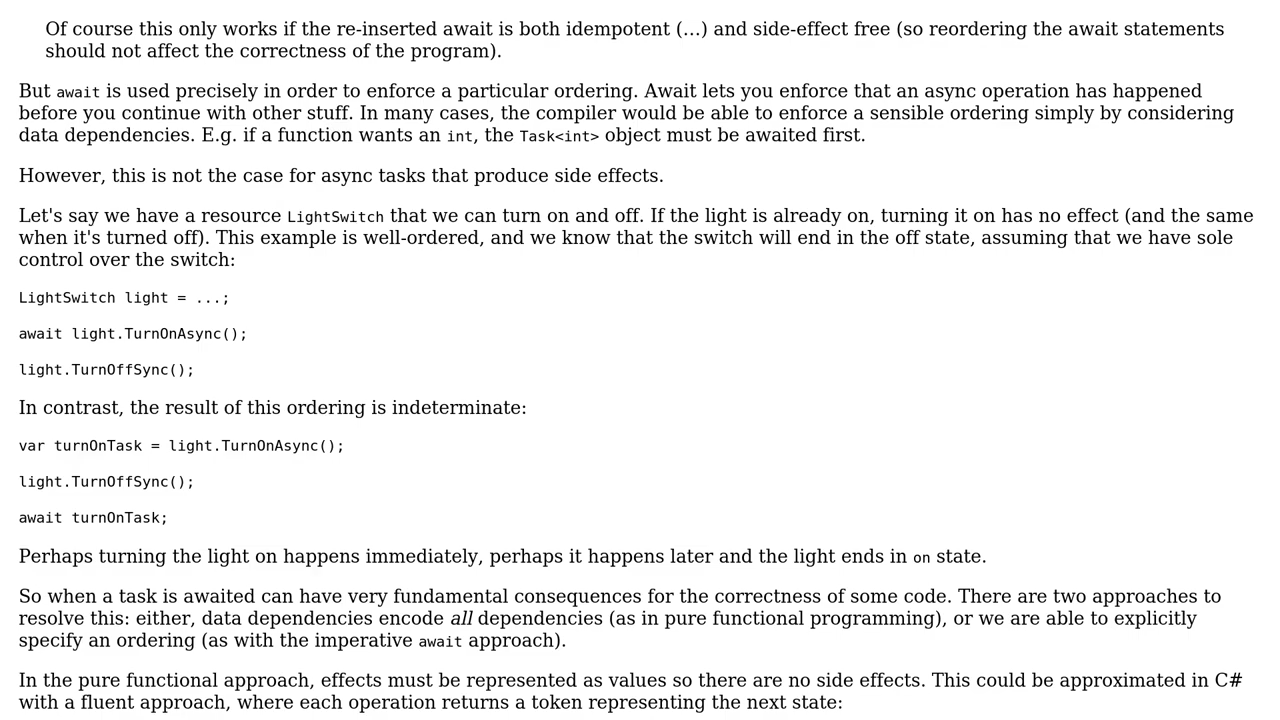 Of course this only works if the re-inserted await is both idempotent (…) and side-effect free (so reordering the await statements
should not affect the correctness of the program).
But await is used precisely in order to enforce a particular ordering. Await lets you enforce that an async operation has happened
before you continue with other stuff. In many cases, the compiler would be able to enforce a sensible ordering simply by considering
data dependencies. E.g. if a function wants an int, the Task<int> object must be awaited first.
However, this is not the case for async tasks that produce side effects.
Let's say we have a resource LightSwitch that we can turn on and off. If the light is already on, turning it on has no effect (and the same
when it's turned off). This example is well-ordered, and we know that the switch will end in the off state, assuming that we have sole
control over the switch:
LightSwitch light = ...;
await light.TurnOnAsync();
light.TurnOffSync();
In contrast, the result of this ordering is indeterminate:
var turnOnTask = light.TurnOnAsync();
light.TurnOffSync();
await turnOnTask;
Perhaps turning the light on happens immediately, perhaps it happens later and the light ends in on state.
So when a task is awaited can have very fundamental consequences for the correctness of some code. There are two approaches to
resolve this: either, data dependencies encode all dependencies (as in pure functional programming), or we are able to explicitly
specify an ordering (as with the imperative await approach).
In the pure functional approach, effects must be represented as values so there are no side effects. This could be approximated in C#
with a fluent approach, where each operation returns a token representing the next state: